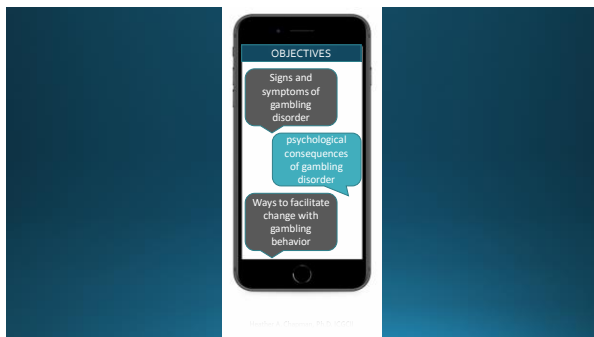 OBJECTIVES
Signs and
symptoms of
gambling
disorder
psychological
consequences
of gambling
disorder
Ways to facilitate
change with
gambling
behavior